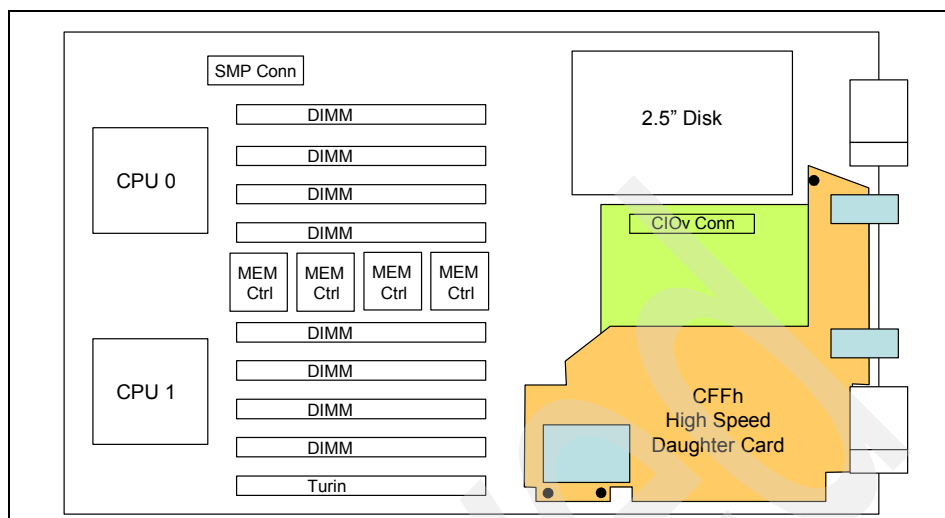 SMP Conn
DIMM
DIMM
DIMM
DIMM
CPU 0
MEM
Ctrl
MEM
Ctrl
MEM
Ctrl
MEM
Ctrl
CPU 1
DIMM
DIMM
DIMM
DIMM
Turin
2.5” Disk
CIOv Conn
CFFh
High Speed
Daughter Card